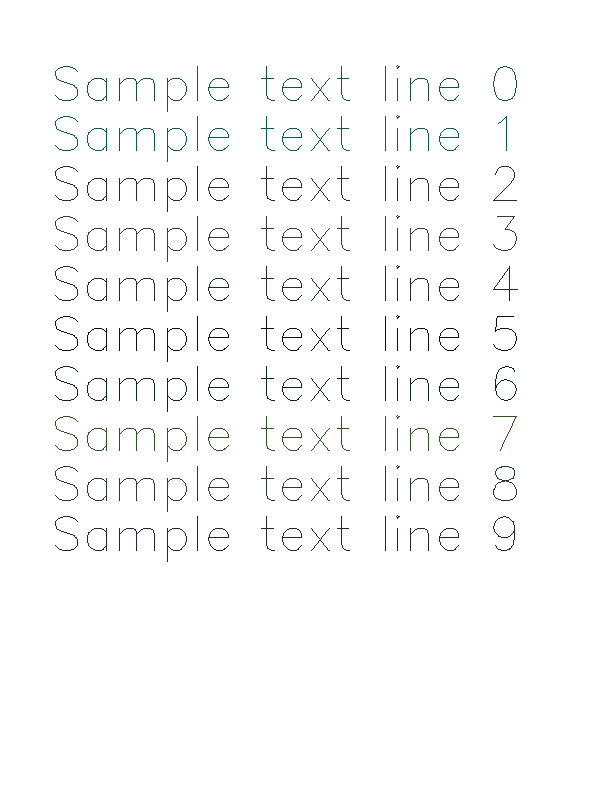 Sample text line 0
Sample text line 1
Sample text line 2
Sample text line 3
Sample text line 4
Sample text line 5
Sample text line 6
Sample text line 7
Sample text line 8
Sample text line 9